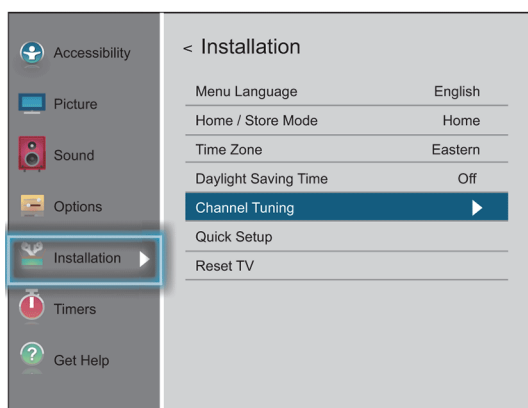 Accessibility
Picture
Sound
Options
Installation
Timers
Get Help
< Installation
Menu Language English
Home / Store Mode Home
Time Zone Eastern
Daylight Saving Time Off
Channel Tuning
Quick Setup
Reset TV